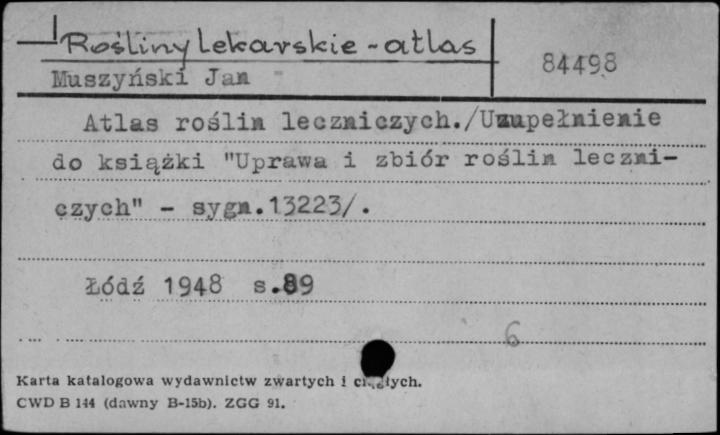 Rośliny lekarskie - atlas
84498
Muszyński Jan
Atlas roślin leczniczych./Uzupełnienie
do książki "Uprawa i zbiór roślin leczni-
czych" - sygn.13223/.
Łódź 1948 s.89
6
Karta katalogowa wydawnictw zwartych i ciągłych.
CWD B 144 (dawny B-15b). ZGG 91.